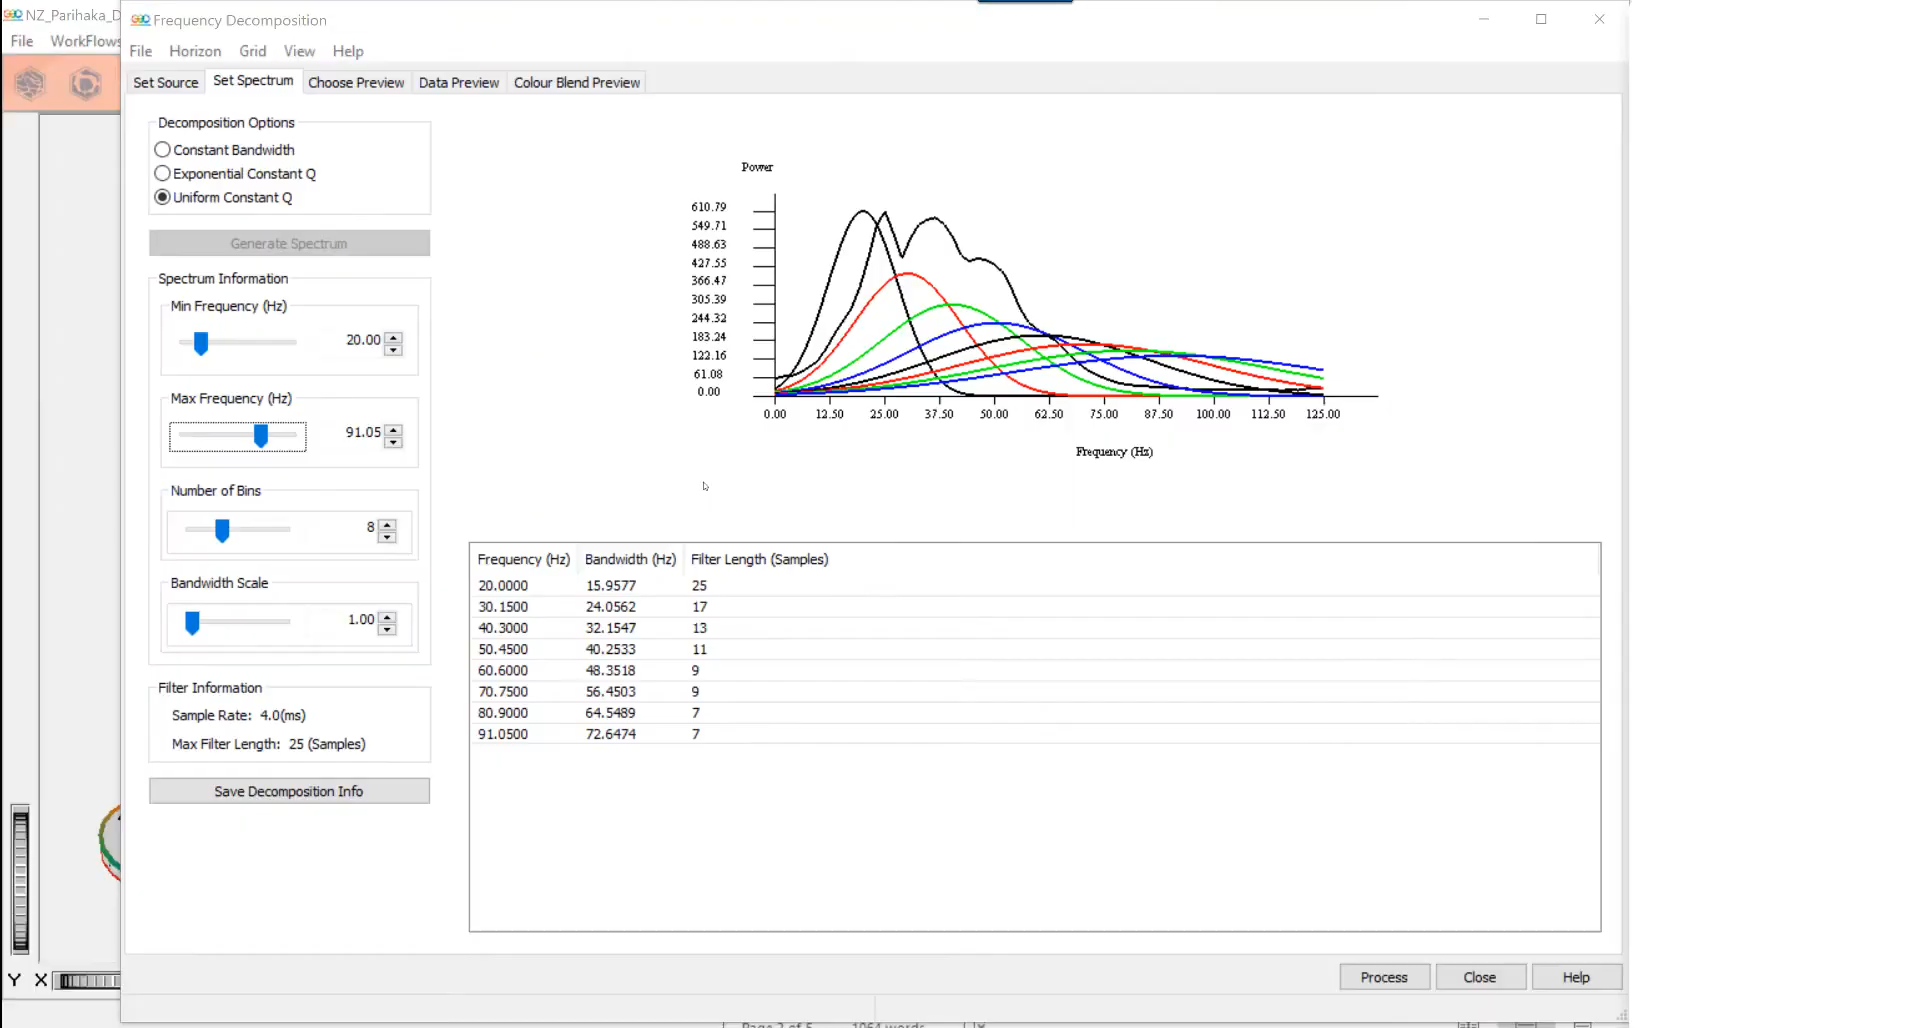 NZ_Parihaka_D
File WorkFlows
Frequency Decomposition
File Horizon Grid View Help
Set Source Set Spectrum Choose Preview Data Preview Colour Blend Preview
Decomposition Options
Constant Bandwidth
Exponential Constant Q
Uniform Constant Q
Generate Spectrum
Spectrum Information
Min Frequency (Hz)
20.00
Max Frequency (Hz)
91.05
Number of Bins
8
Bandwidth Scale
1.00
Filter Information
Sample Rate: 4.0(ms)
Max Filter Length: 25 (Samples)
Save Decomposition Info
Power
610.79
549.71
488.63
427.55
366.47
305.39
244.32
183.24
122.16
61.08
0.00
0.00 12.50 25.00 37.50 50.00 62.50 75.00 87.50 100.00 112.50 125.00
Frequency (Hz)
Frequency (Hz) Bandwidth (Hz) Filter Length (Samples)
20.0000 15.9577 25
30.1500 24.0562 17
40.3000 32.1547 13
50.4500 40.2533 11
60.6000 48.3518 9
70.7500 56.4503 9
80.9000 64.5489 7
91.0500 72.6474 7
Y X
Process Close Help
Page 2 of 5 1064 words